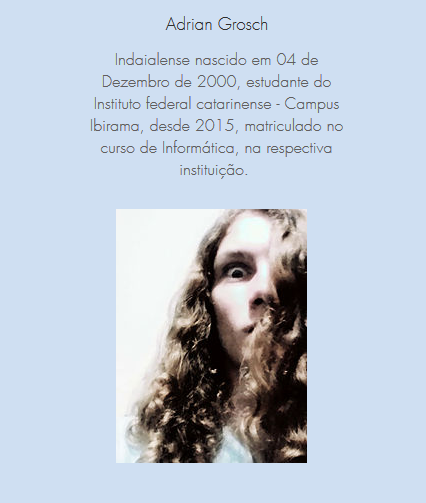 Adrian Grosch
Indaialense nascido em 04 de
Dezembro de 2000, estudante do
Instituto federal catarinense - Campus
Ibirama, desde 2015, matriculado no
curso de Informática, na respectiva
instituição.